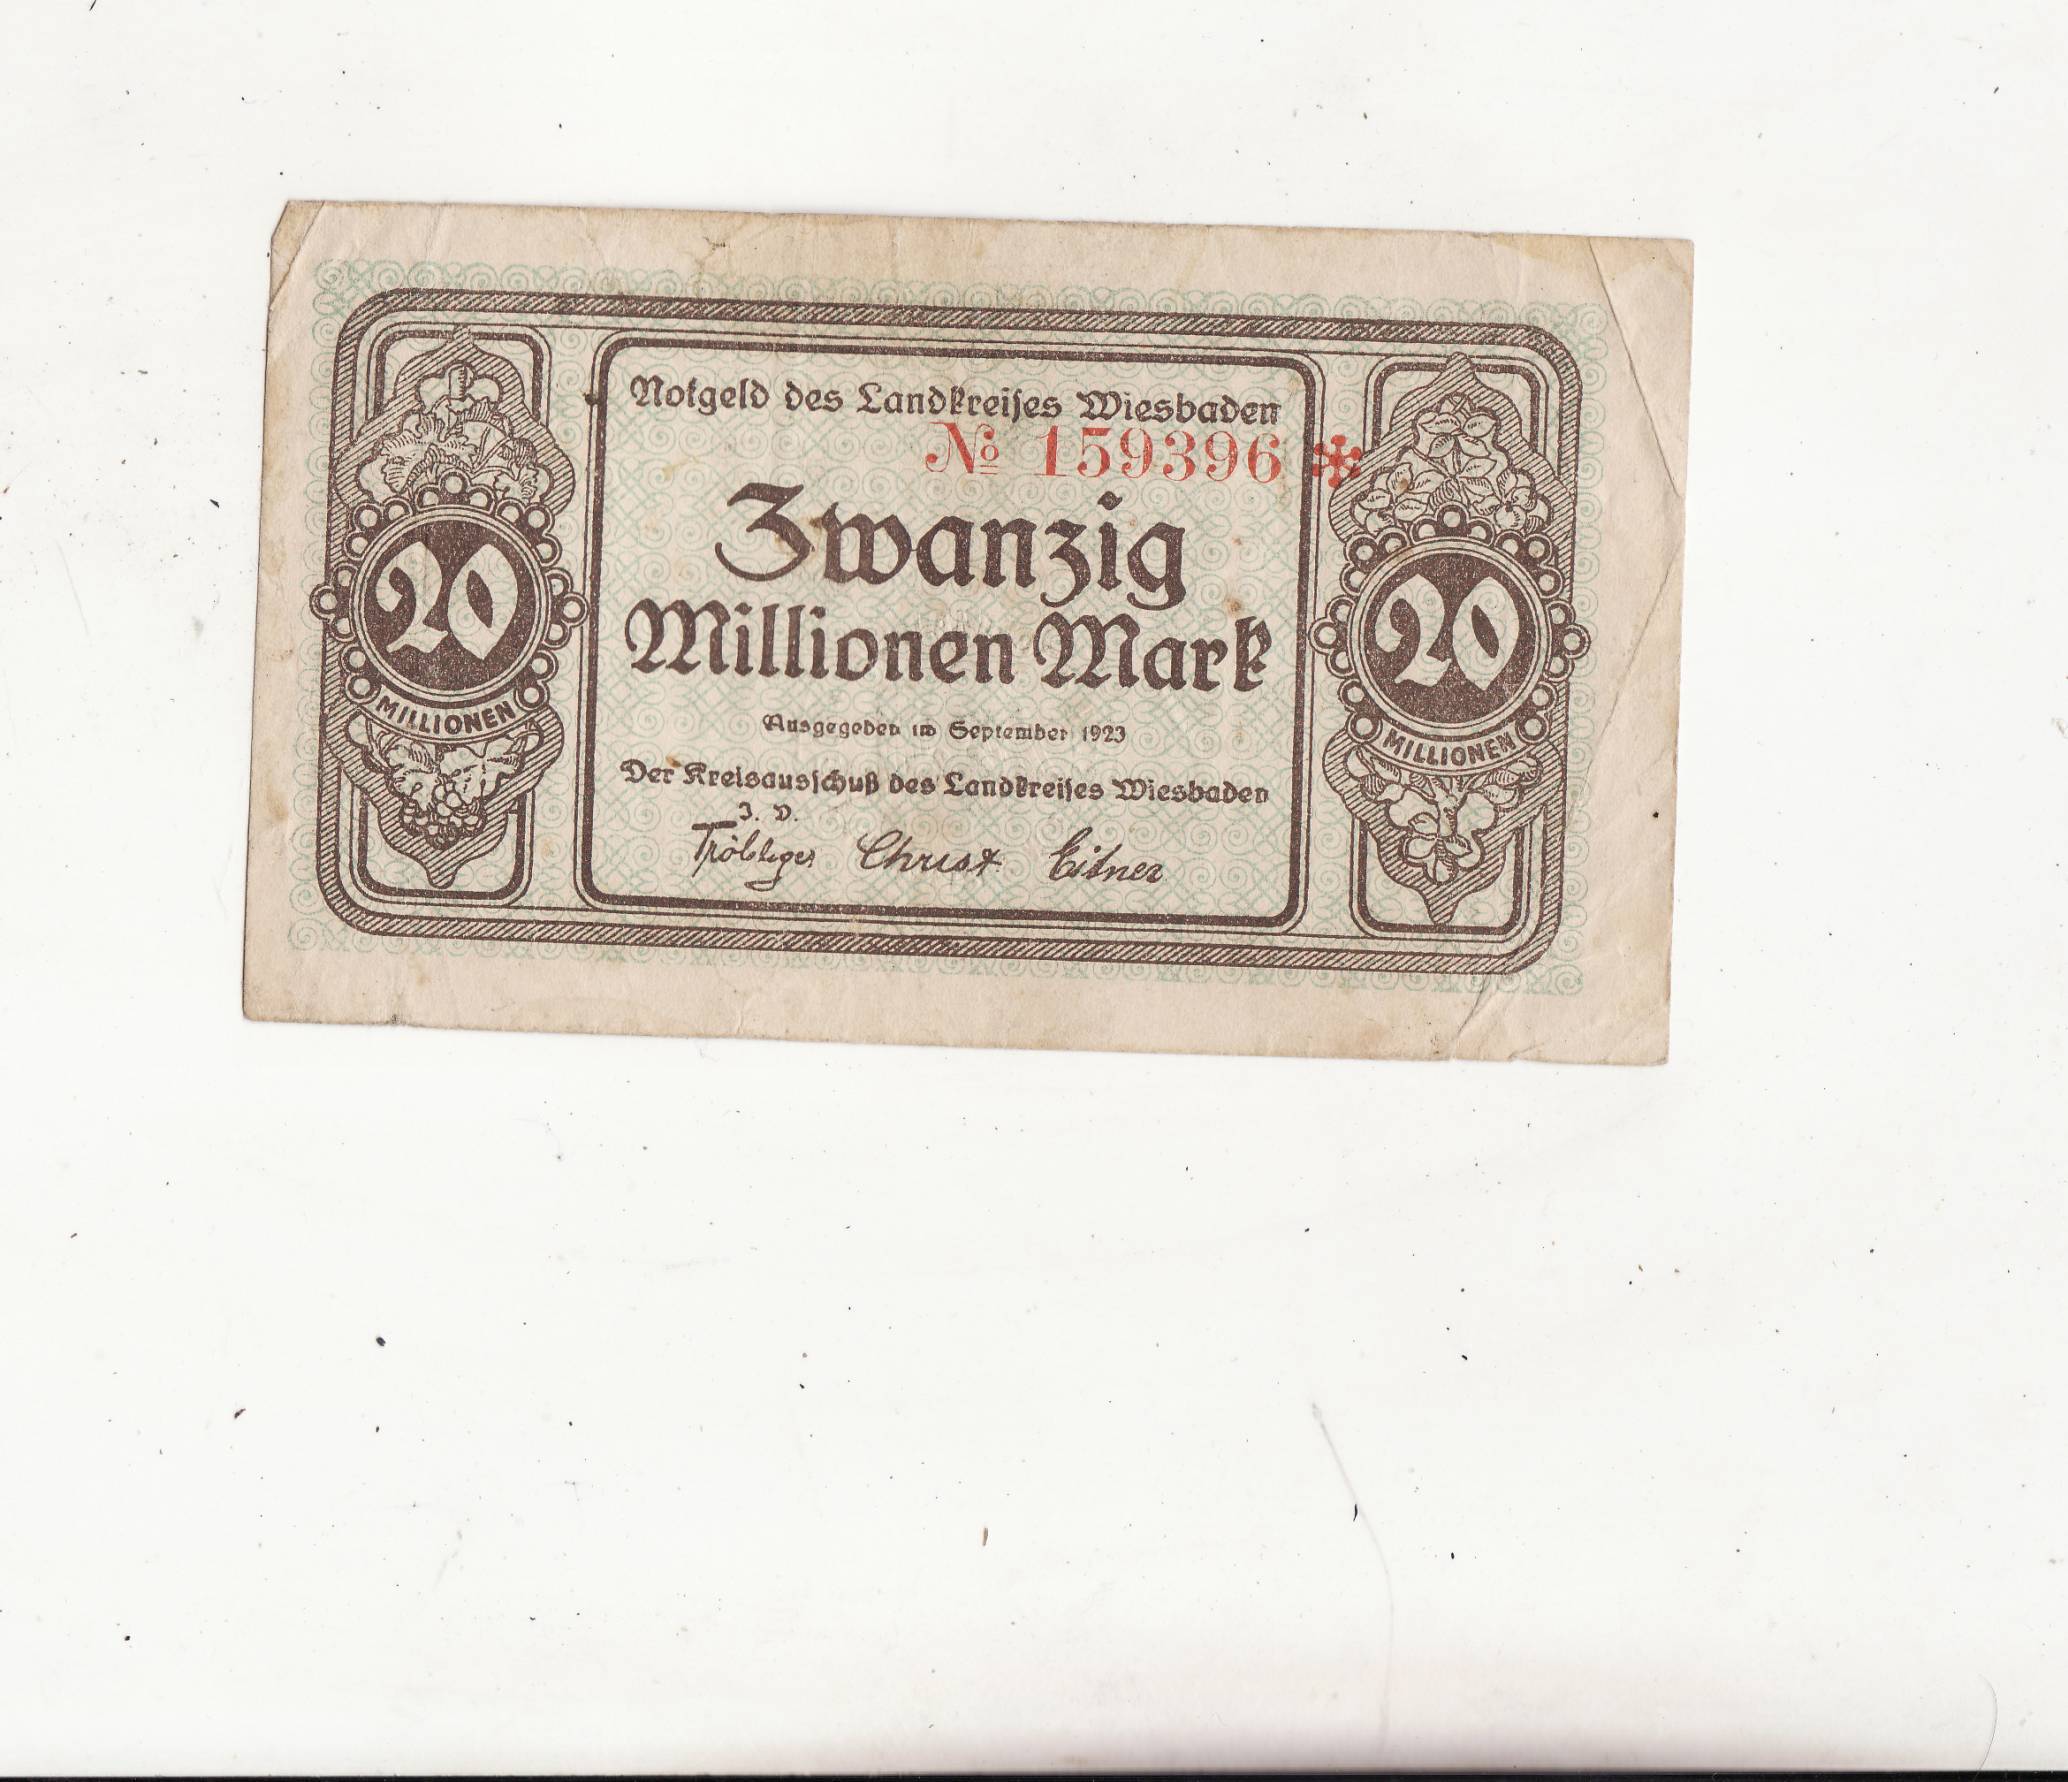 Notgeld des Landkreises Wiesbaden
№ 159396 *
Zwanzig
Millionen Mark
Ausgegeben im September 1923
Der Kreisausschuß des Landkreises Wiesbaden
J. V.
Christ Eitner
20
MILLIONEN
20
MILLIONEN